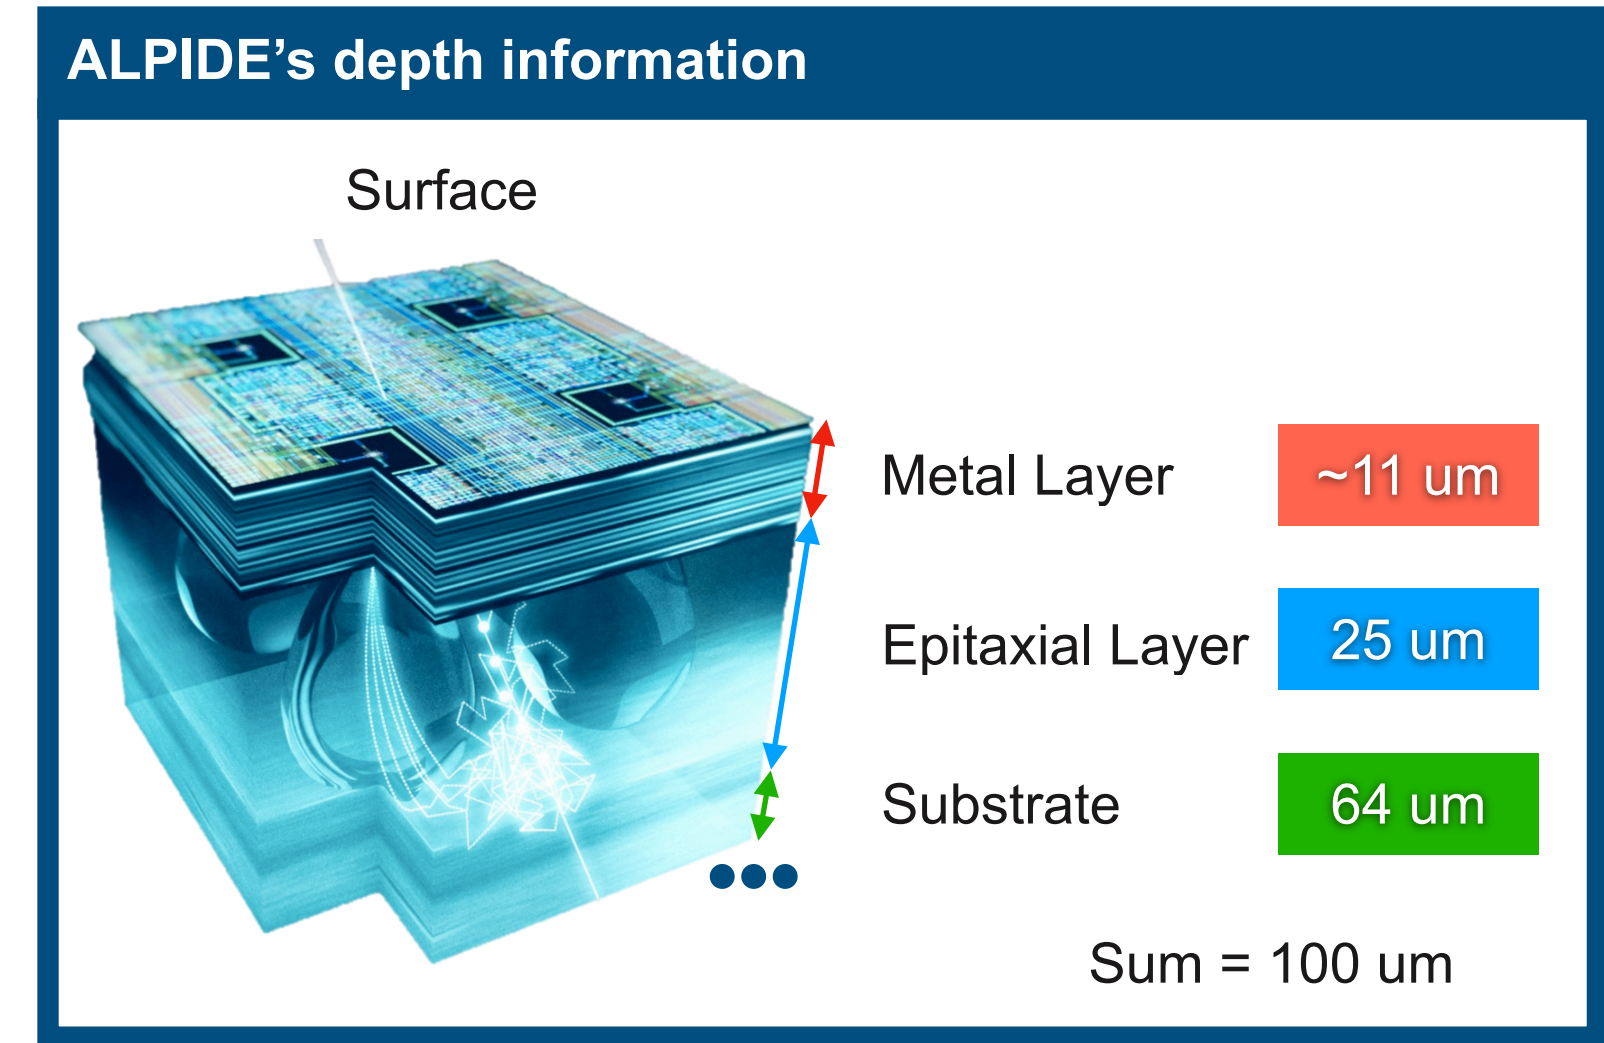 ALPIDE’s depth information
Surface
Metal Layer ~11 um
Epitaxial Layer 25 um
Substrate 64 um
Sum = 100 um